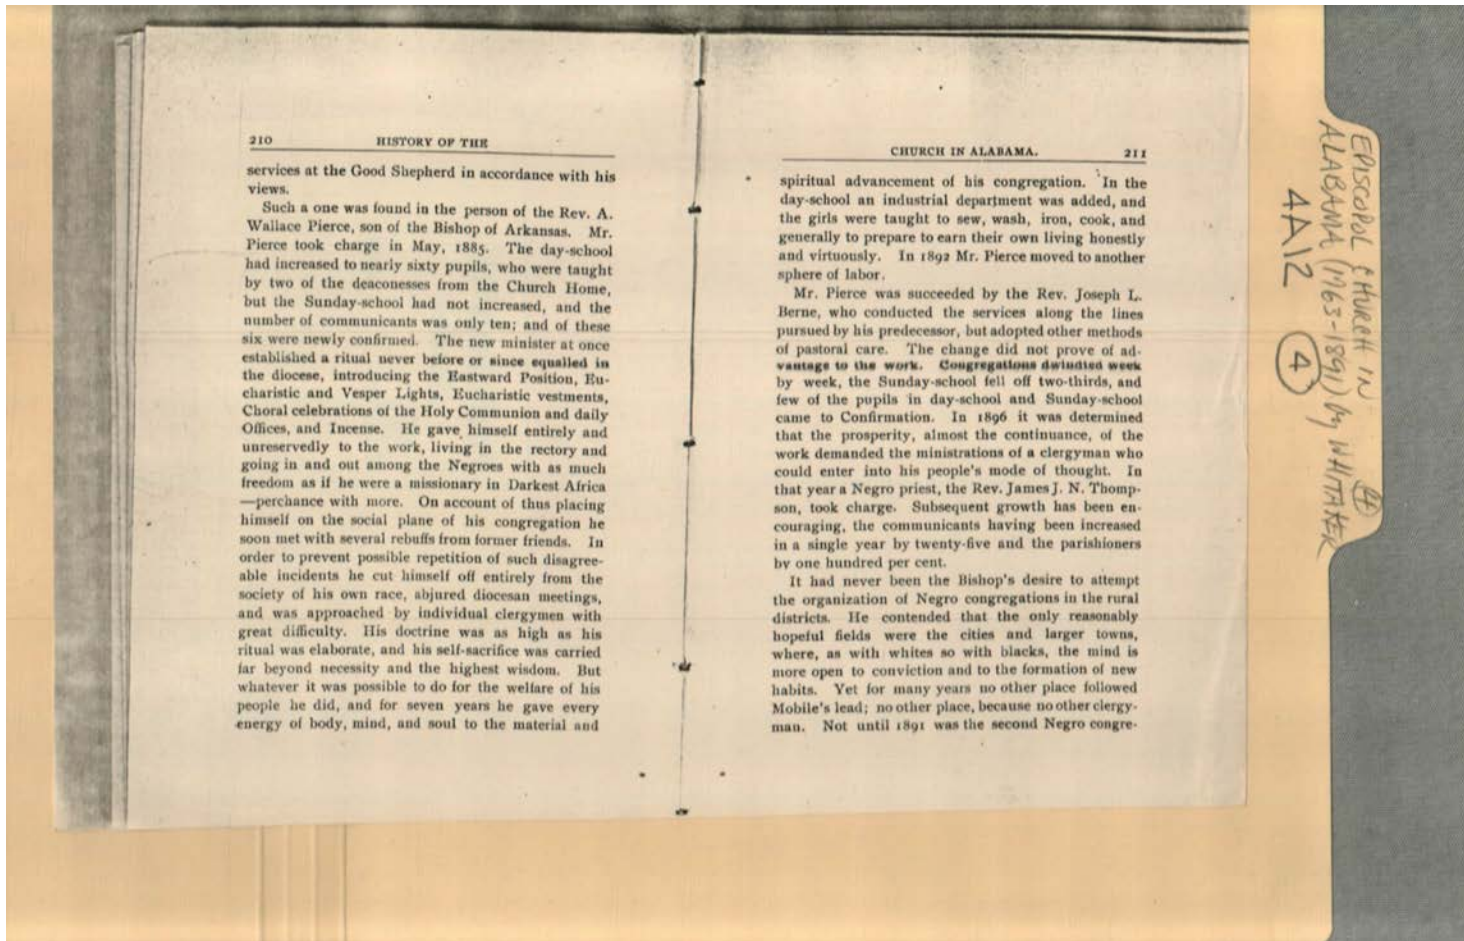 210 HISTORY OF THE
services at the Good Shepherd in accordance with his
views.
Such a one was found in the person of the Rev. A.
Wallace Pierce, son of the Bishop of Arkansas. Mr.
Pierce took charge in May, 1885. The day-school
had increased to nearly sixty pupils, who were taught
by two of the deaconesses from the Church Home,
but the Sunday-school had not increased, and the
number of communicants was only ten; and of these
six were newly confirmed. The new minister at once
established a ritual never before or since equalled in
the diocese, introducing the Eastward Position, Eu-
charistic and Vesper Lights, Eucharistic vestments,
Choral celebrations of the Holy Communion and daily
Offices, and Incense. He gave himself entirely and
unreservedly to the work, living in the rectory and
going in and out among the Negroes with as much
freedom as if he were a missionary in Darkest Africa
—perchance with more. On account of thus placing
himself on the social plane of his congregation he
soon met with several rebuffs from former friends. In
order to prevent possible repetition of such disagree-
able incidents he cut himself off entirely from the
society of his own race, abjured diocesan meetings,
and was approached by individual clergymen with
great difficulty. His doctrine was as high as his
ritual was elaborate, and his self-sacrifice was carried
far beyond necessity and the highest wisdom. But
whatever it was possible to do for the welfare of his
people he did, and for seven years he gave every
energy of body, mind, and soul to the material and
CHURCH IN ALABAMA. 211
spiritual advancement of his congregation. In the
day-school an industrial department was added, and
the girls were taught to sew, wash, iron, cook, and
generally to prepare to earn their own living honestly
and virtuously. In 1892 Mr. Pierce moved to another
sphere of labor.
Mr. Pierce was succeeded by the Rev. Joseph L.
Berne, who conducted the services along the lines
pursued by his predecessor, but adopted other methods
of pastoral care. The change did not prove of ad-
vantage to the work. Congregations dwindled week
by week, the Sunday-school fell off two-thirds, and
few of the pupils in day-school and Sunday-school
came to Confirmation. In 1896 it was determined
that the prosperity, almost the continuance, of the
work demanded the ministrations of a clergyman who
could enter into his people's mode of thought. In
that year a Negro priest, the Rev. James J. N. Thomp-
son, took charge. Subsequent growth has been en-
couraging, the communicants having been increased
in a single year by twenty-five and the parishioners
by one hundred per cent.
It had never been the Bishop's desire to attempt
the organization of Negro congregations in the rural
districts. He contended that the only reasonably
hopeful fields were the cities and larger towns,
where, as with whites so with blacks, the mind is
more open to conviction and to the formation of new
habits. Yet for many years no other place followed
Mobile's lead; no other place, because no other clergy-
man. Not until 1891 was the second Negro congre-
EPISCOPOL CHURCH IN
ALABAMA (1763-1891) by WHITAKER
4A12 4